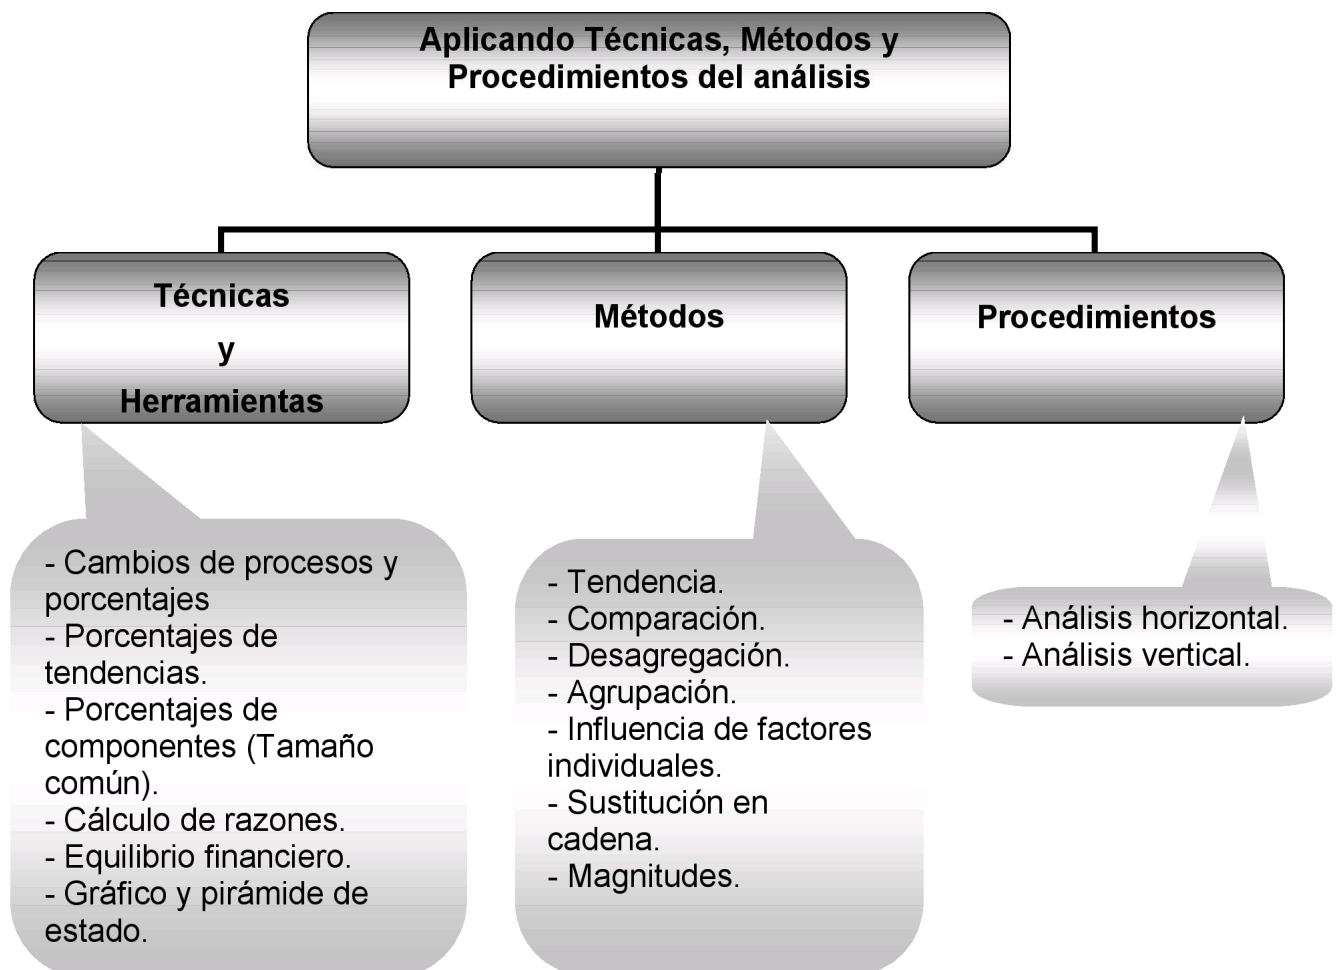 Aplicando Técnicas, Métodos y
Procedimientos del análisis
Técnicas
y
Herramientas
Métodos
Procedimientos
- Cambios de procesos y
porcentajes
- Porcentajes de
tendencias.
- Porcentajes de
componentes (Tamaño
común).
- Cálculo de razones.
- Equilibrio financiero.
- Gráfico y pirámide de
estado.
- Tendencia.
- Comparación.
- Desagregación.
- Agrupación.
- Influencia de factores
individuales.
- Sustitución en
cadena.
- Magnitudes.
- Análisis horizontal.
- Análisis vertical.